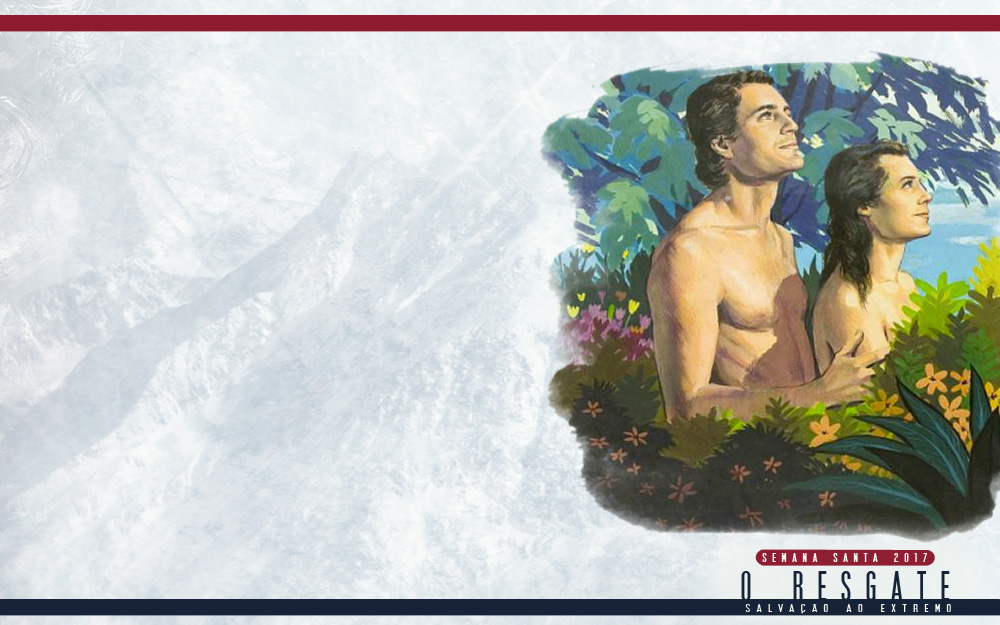 SEMANA SANTA 2017
O RESGATE
SALVAÇÃO AO EXTREMO